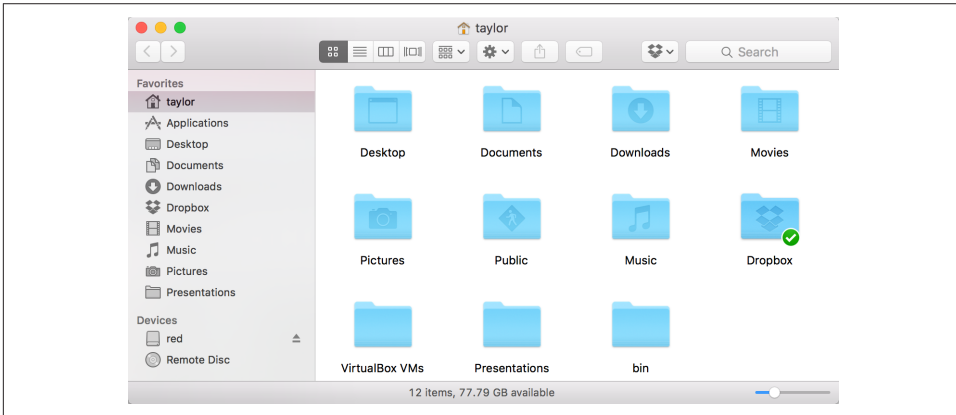 taylor
Search
Favorites
taylor
Applications
Desktop
Documents
Downloads
Dropbox
Movies
Music
Pictures
Presentations
Devices
red
Remote Disc
Desktop Documents Downloads Movies
Pictures Public Music Dropbox
VirtualBox VMs Presentations bin
12 items, 77.79 GB available